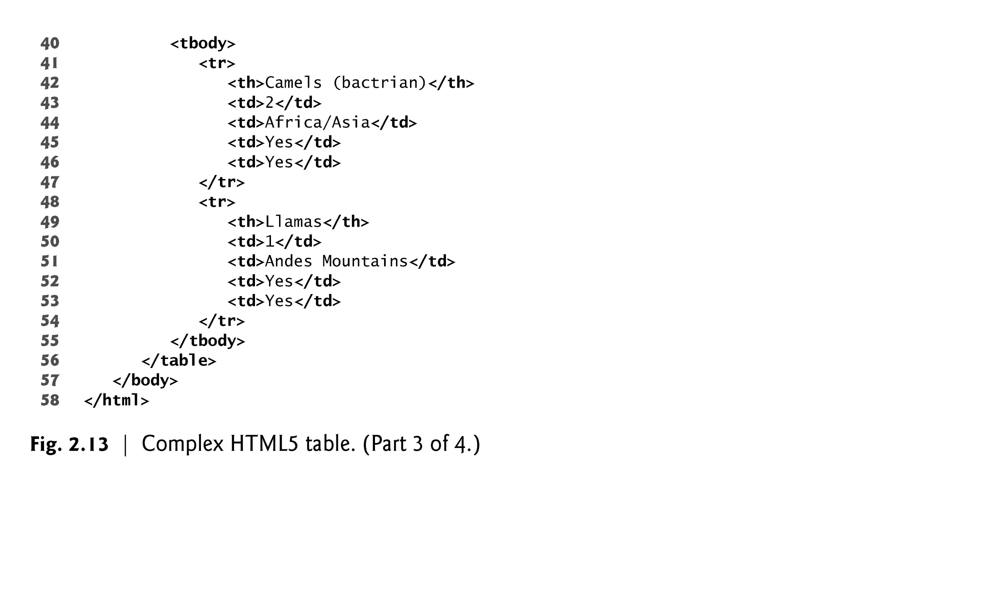 40 <tbody>
41 <tr>
42 <th>Camels (bactrian)</th>
43 <td>2</td>
44 <td>Africa/Asia</td>
45 <td>Yes</td>
46 <td>Yes</td>
47 </tr>
48 <tr>
49 <th>Llamas</th>
50 <td>1</td>
51 <td>Andes Mountains</td>
52 <td>Yes</td>
53 <td>Yes</td>
54 </tr>
55 </tbody>
56 </table>
57 </body>
58 </html>
Fig. 2.13 | Complex HTML5 table. (Part 3 of 4.)